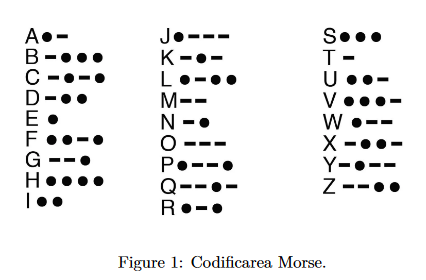 A●-
B-●●●
C-●-●
D-●●
E●
F●●-●
G--●
H●●●●
I●●
J●---
K-●-
L●-●●
M--
N-●
O---
P●--●
Q--●-
R●-●
S●●●
T-
U●●-
V●●●-
W●--
X-●●-
Y-●--
Z--●●
Figure 1: Codificarea Morse.